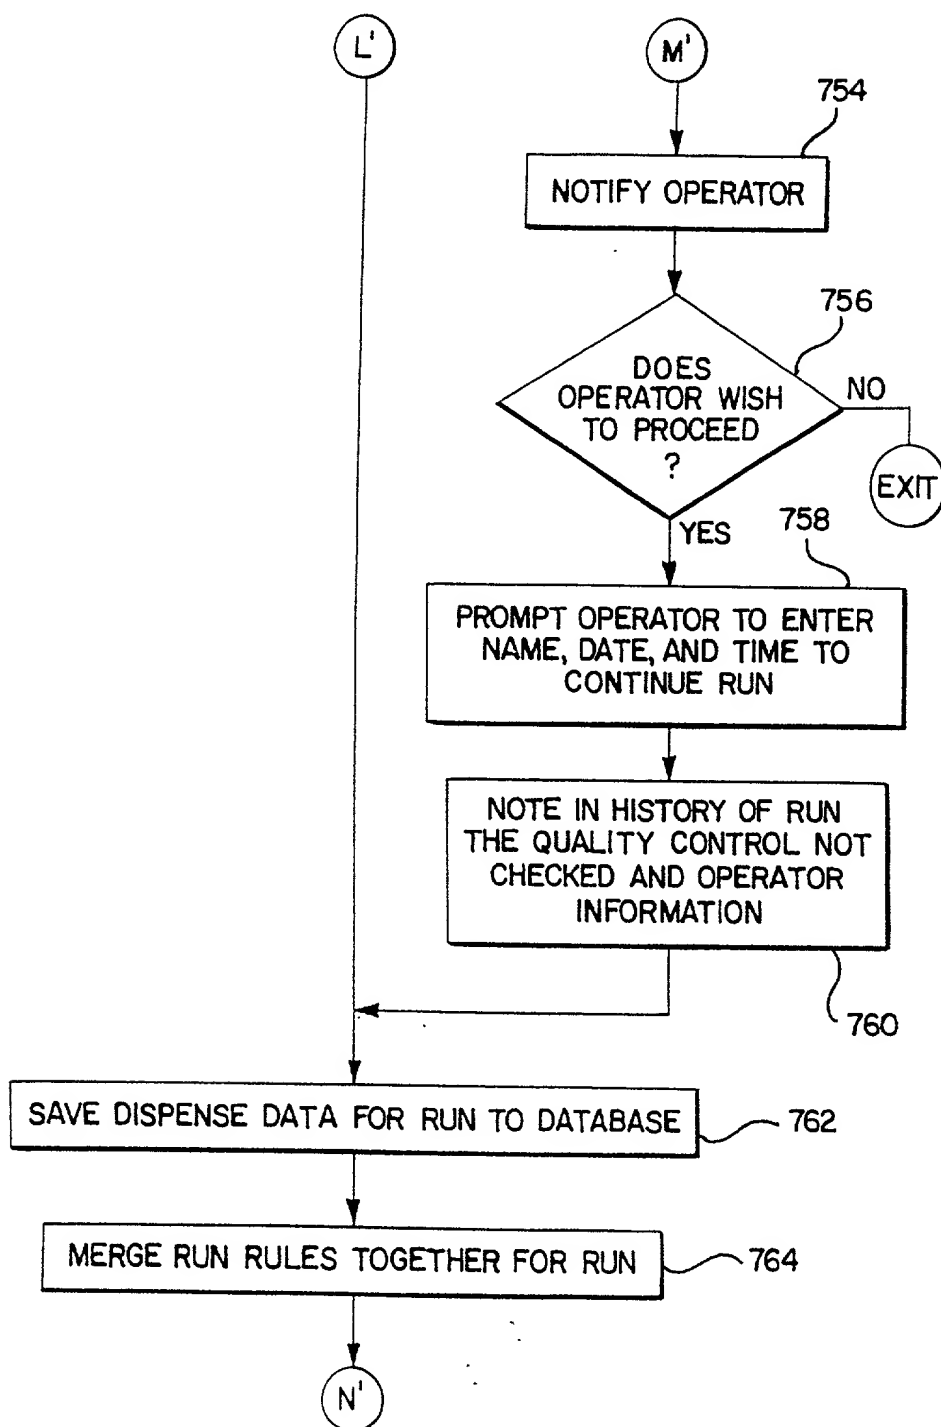 L'
M'
754
NOTIFY OPERATOR
756
DOES
OPERATOR WISH
TO PROCEED
?
NO
EXIT
YES
758
PROMPT OPERATOR TO ENTER
NAME, DATE, AND TIME TO
CONTINUE RUN
NOTE IN HISTORY OF RUN
THE QUALITY CONTROL NOT
CHECKED AND OPERATOR
INFORMATION
760
SAVE DISPENSE DATA FOR RUN TO DATABASE
762
MERGE RUN RULES TOGETHER FOR RUN
764
N'